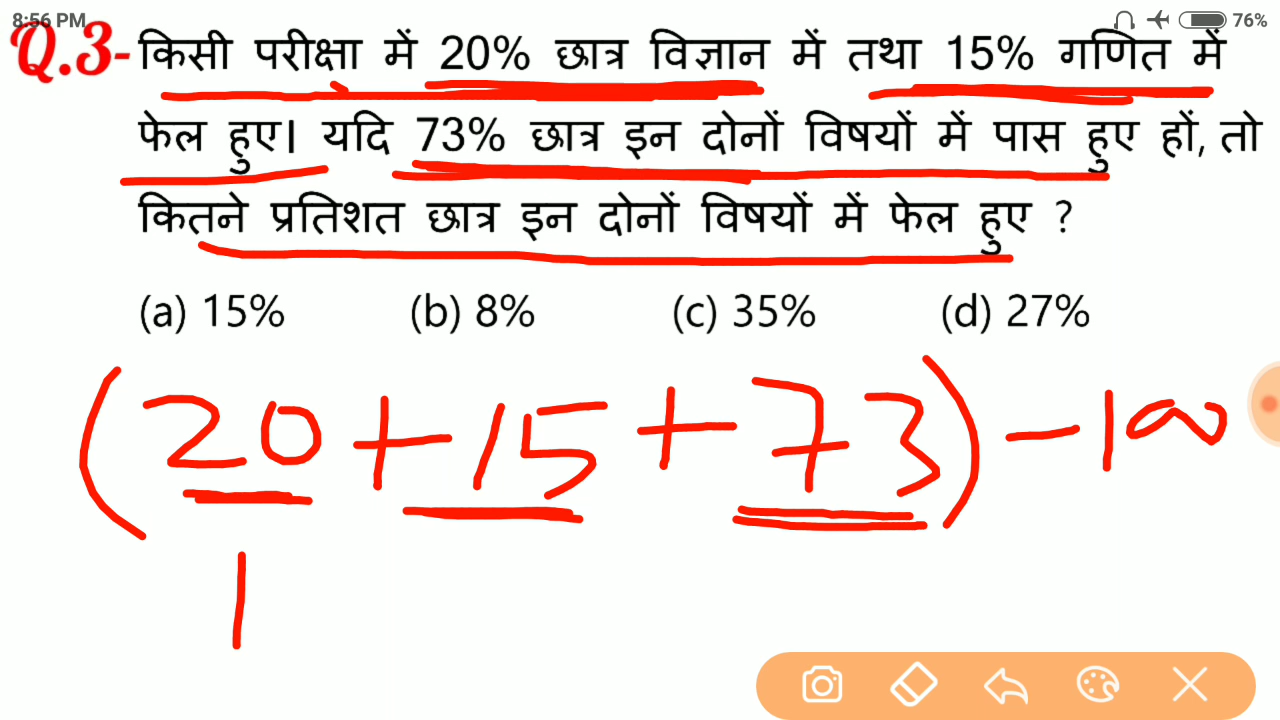 8:56 PM 76%
Q.3- किसी परीक्षा में 20% छात्र विज्ञान में तथा 15% गणित में
फेल हुए। यदि 73% छात्र इन दोनों विषयों में पास हुए हों, तो
कितने प्रतिशत छात्र इन दोनों विषयों में फेल हुए ?
(a) 15% (b) 8% (c) 35% (d) 27%
(20+15+73)-100
1